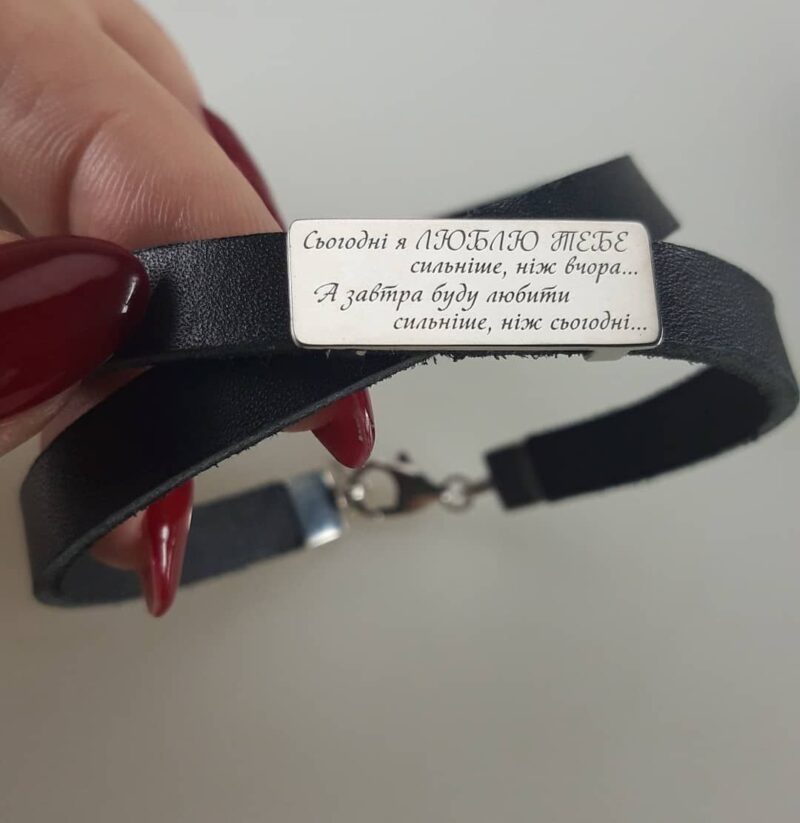 Сьогодні я ЛЮБЛЮ ТЕБЕ
сильніше, ніж вчора...
А завтра буду любити
сильніше, ніж сьогодні...